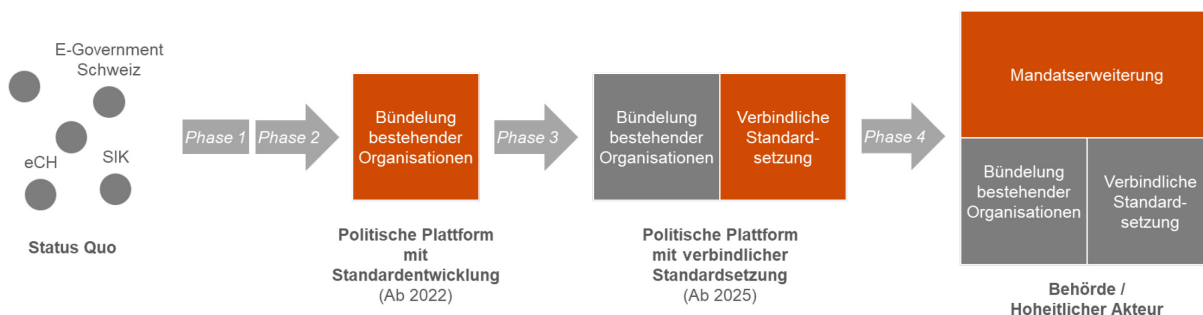 E-Government
Schweiz
eCH
SIK
Status Quo
Phase 1
Phase 2
Bündelung
bestehender
Organisationen
Politische Plattform
mit
Standardentwicklung
(Ab 2022)
Phase 3
Bündelung
bestehender
Organisationen
Verbindliche
Standard-
setzung
Politische Plattform
mit verbindlicher
Standardsetzung
(Ab 2025)
Phase 4
Mandatserweiterung
Bündelung
bestehender
Organisationen
Verbindliche
Standard-
setzung
Behörde /
Hoheitlicher Akteur